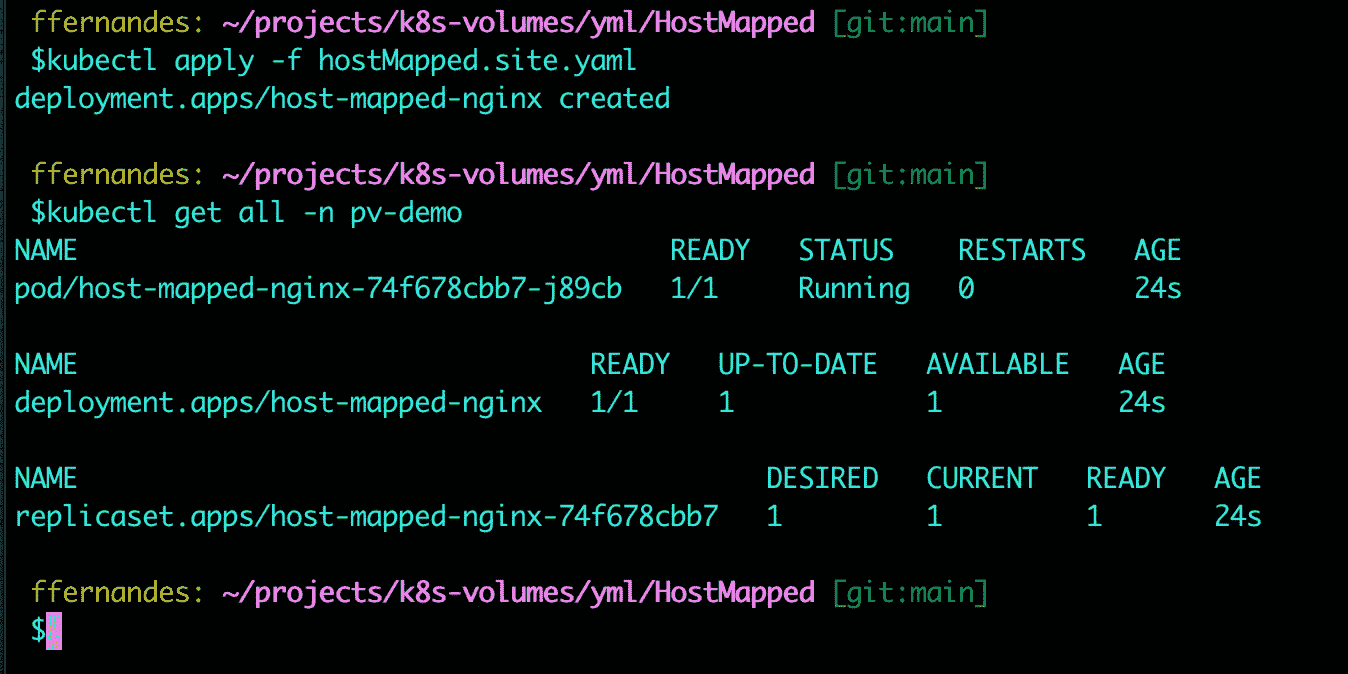 ffernandes: ~/projects/k8s-volumes/yml/HostMapped [git:main]
$kubectl apply -f hostMapped.site.yaml
deployment.apps/host-mapped-nginx created
ffernandes: ~/projects/k8s-volumes/yml/HostMapped [git:main]
$kubectl get all -n pv-demo
NAME READY STATUS RESTARTS AGE
pod/host-mapped-nginx-74f678cbb7-j89cb 1/1 Running 0 24s
NAME READY UP-TO-DATE AVAILABLE AGE
deployment.apps/host-mapped-nginx 1/1 1 1 24s
NAME DESIRED CURRENT READY AGE
replicaset.apps/host-mapped-nginx-74f678cbb7 1 1 1 24s
ffernandes: ~/projects/k8s-volumes/yml/HostMapped [git:main]
$